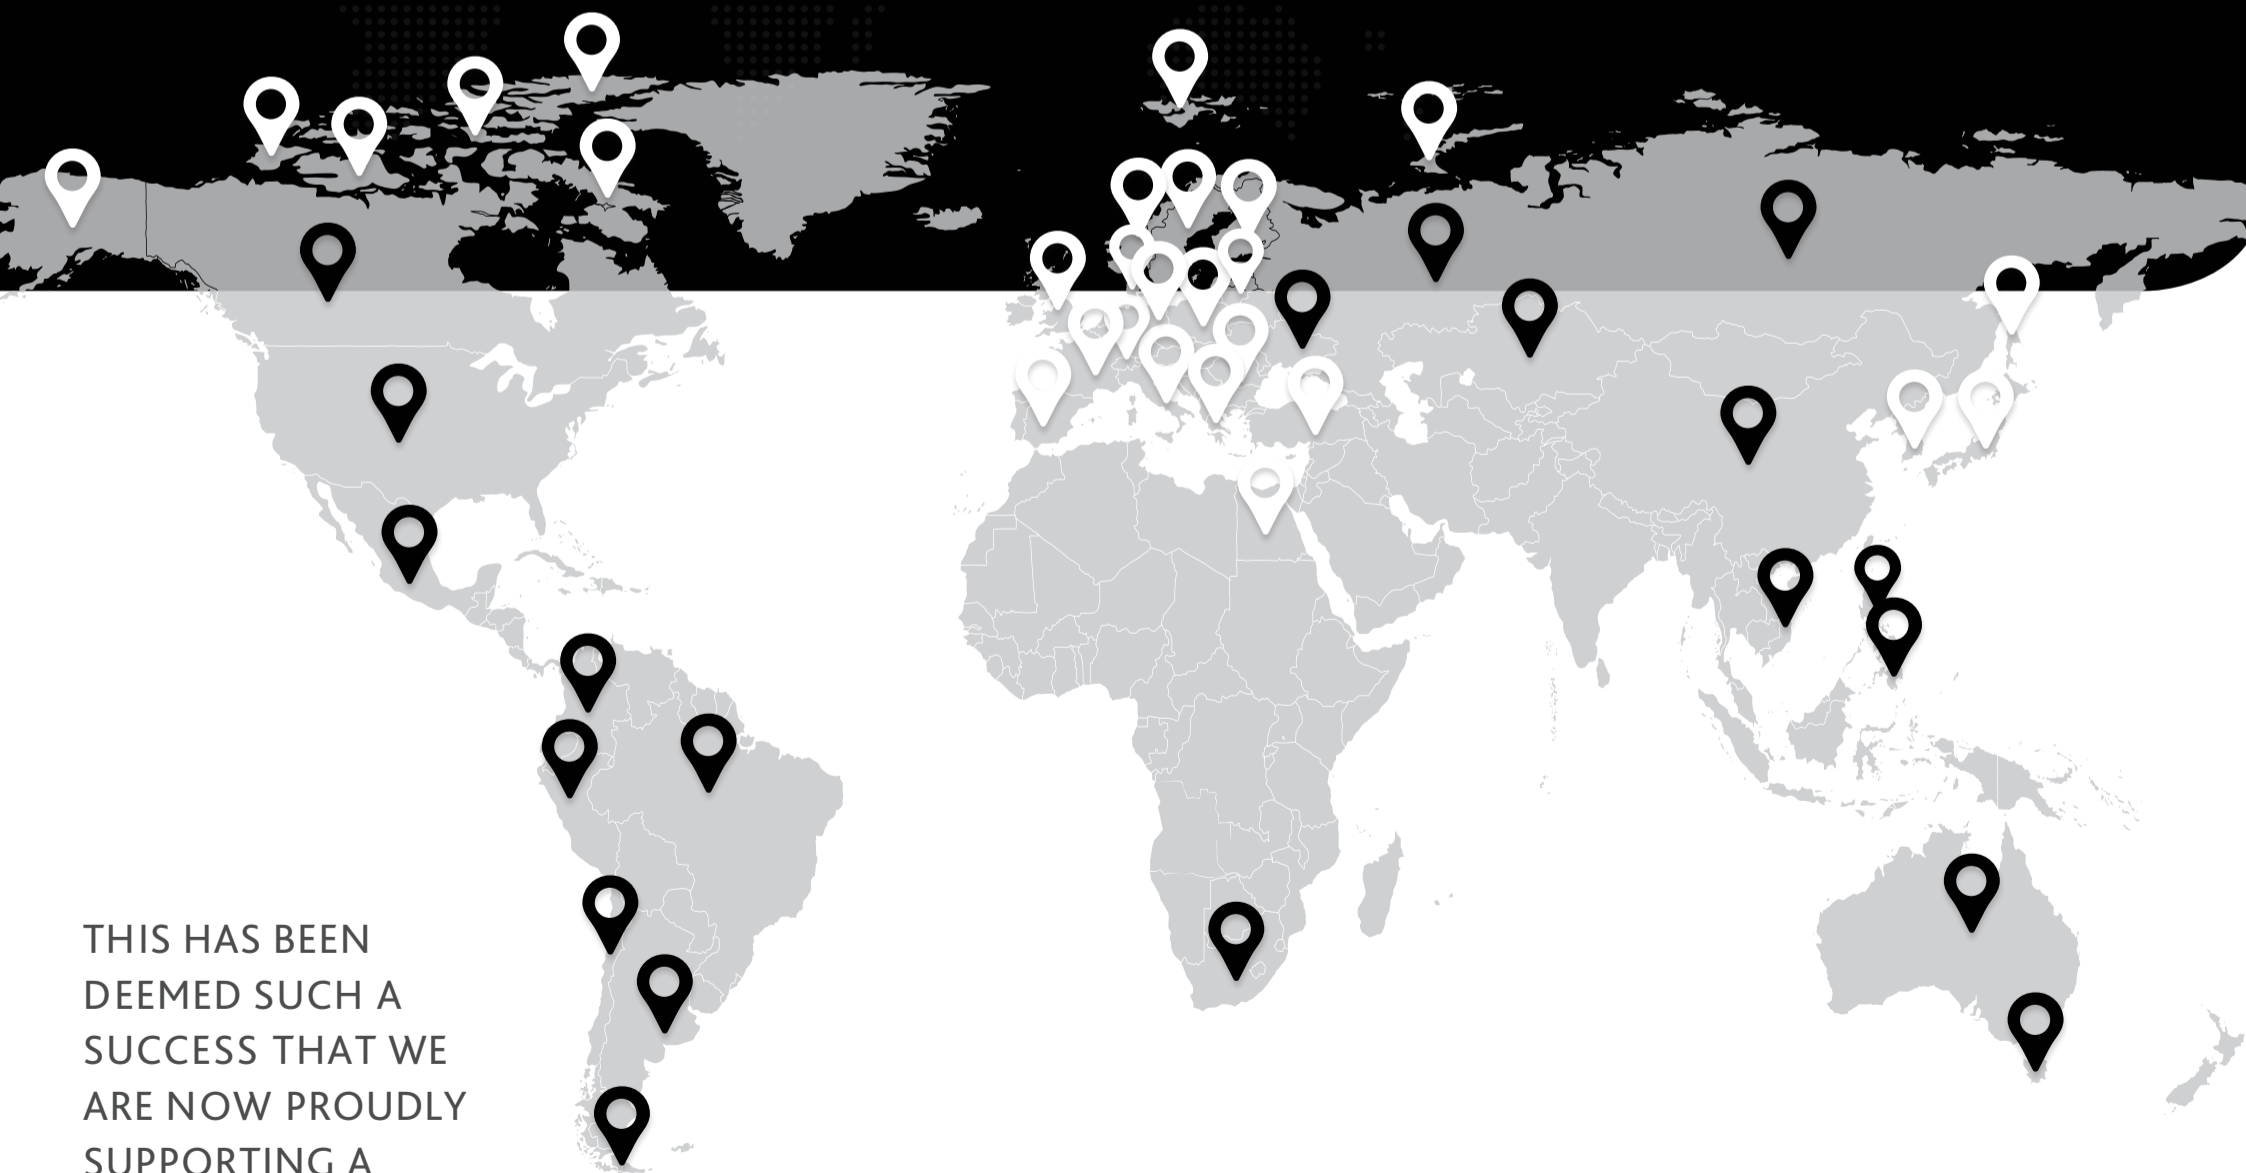 THIS HAS BEEN
DEEMED SUCH A
SUCCESS THAT WE
ARE NOW PROUDLY
SUPPORTING A